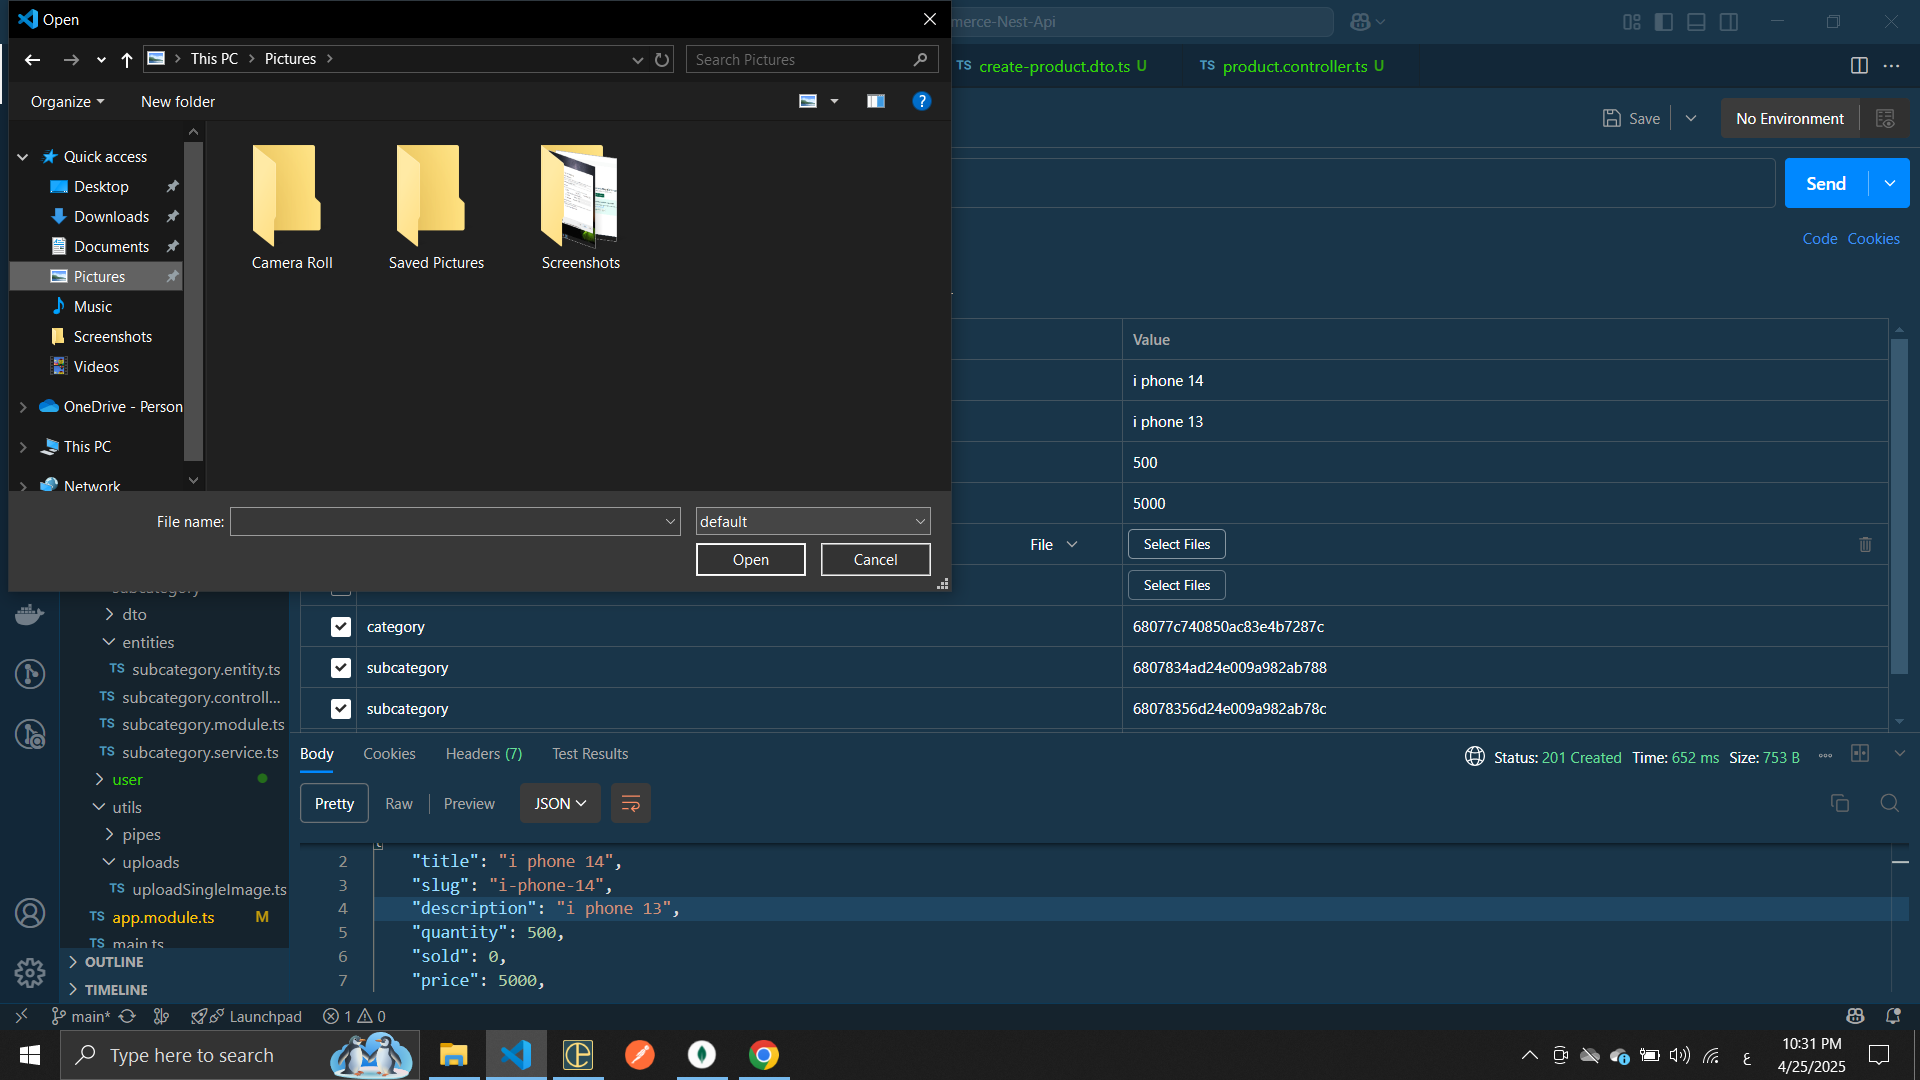 Open
merce-Nest-Api
This PC
Pictures
Search Pictures
TS create-product.dto.ts U
TS product.controller.ts U
Organize
New folder
Save
No Environment
Quick access
Desktop
Downloads
Documents
Pictures
Music
Screenshots
Videos
OneDrive - Person
This PC
Network
Camera Roll
Saved Pictures
Screenshots
Send
Code Cookies
File name:
default
Open
Cancel
Value
i phone 14
i phone 13
500
5000
File
Select Files
Select Files
category
68077c740850ac83e4b7287c
subcategory
6807834ad24e009a982ab788
subcategory
68078356d24e009a982ab78c
subcategory
dto
entities
TS subcategory.entity.ts
TS subcategory.controll...
TS subcategory.module.ts
TS subcategory.service.ts
user
utils
pipes
uploads
TS uploadSingleImage.ts
TS app.module.ts M
TS main.ts
OUTLINE
TIMELINE
Body
Cookies
Headers (7)
Test Results
Status: 201 Created Time: 652 ms Size: 753 B
Pretty
Raw
Preview
JSON
2 "title": "i phone 14",
3 "slug": "i-phone-14",
4 "description": "i phone 13",
5 "quantity": 500,
6 "sold": 0,
7 "price": 5000,
main*
Launchpad
1
0
Type here to search
ع
10:31 PM
4/25/2025